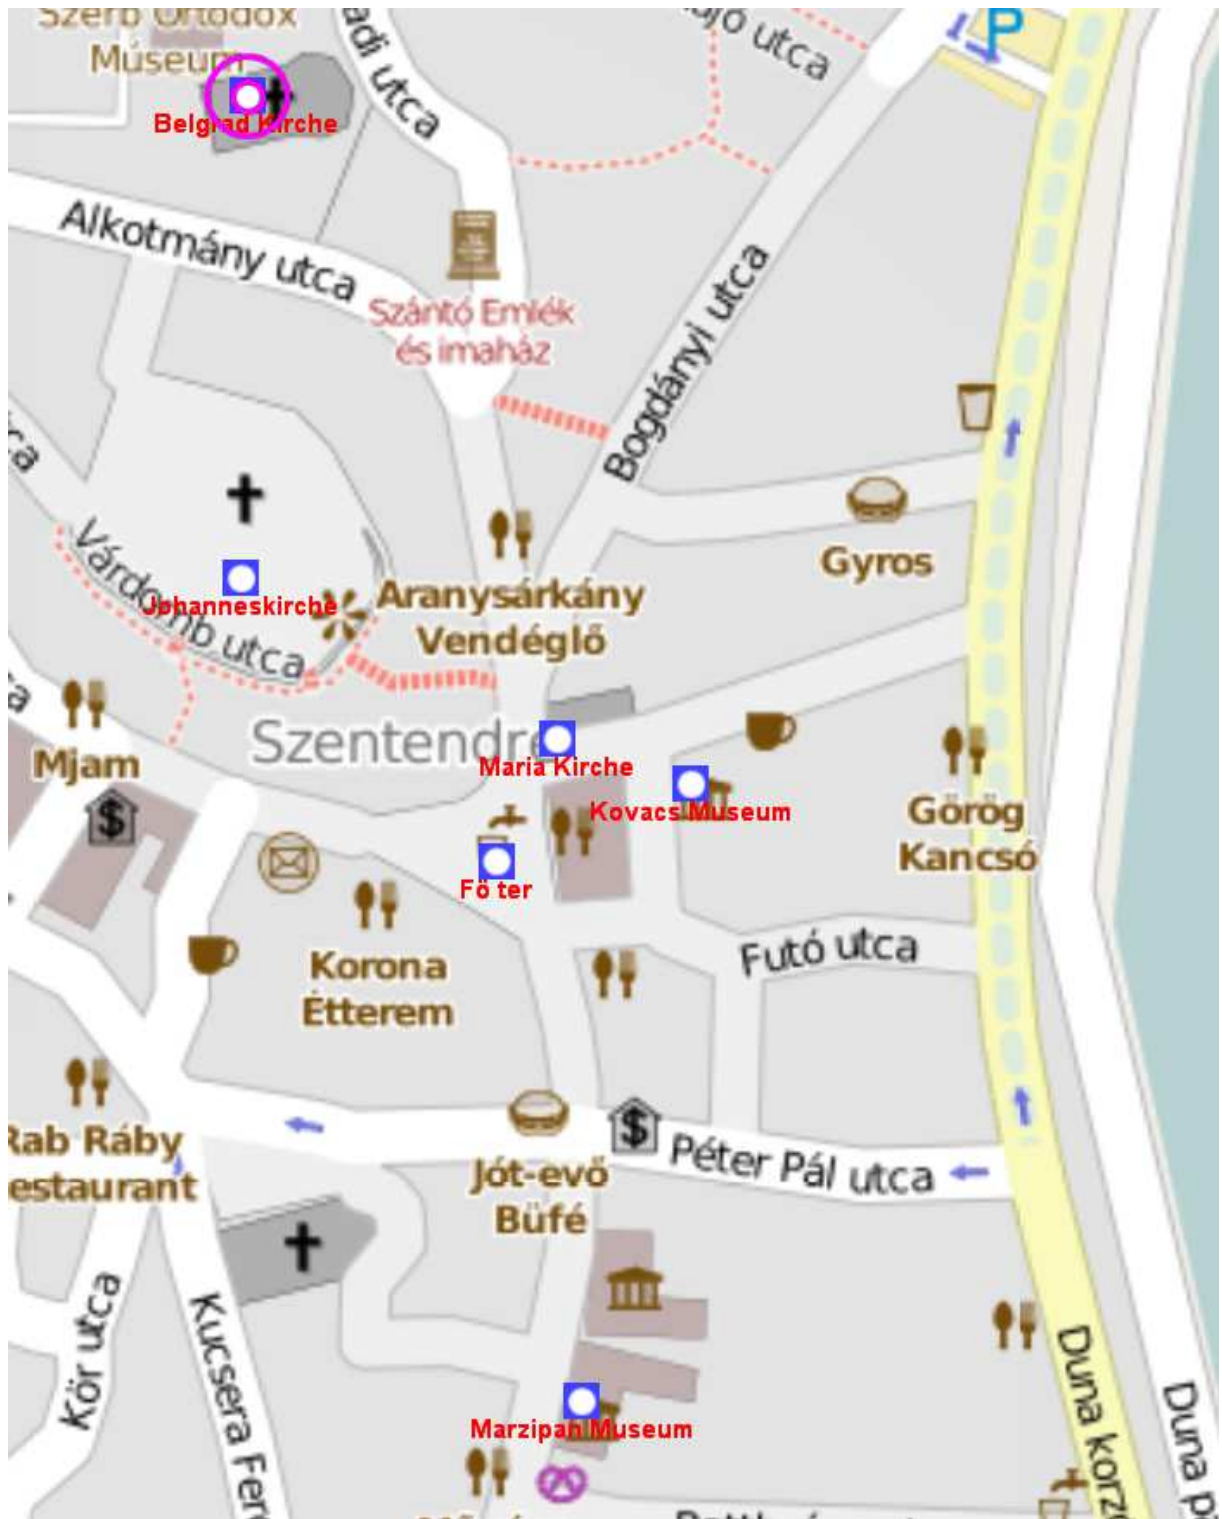 Szerb Ortodox
Múseum
Belgrad Kirche
adi utca
utca
P
Alkotmány utca
Szántó Emlék
és imaház
Bogdányi utca
Gyros
Várdomb utca
Johanneskirche
Aranysárkány
Vendéglő
Mjam
Szentendre
Maria Kirche
Kovacs Museum
Görög
Kancsó
Fö ter
Korona
Étterem
Futó utca
Rab Ráby
estaurant
Jót-evő
Büfé
Péter Pál utca
Kör utca
Kucsera Fere
Marzipan Museum
Duna korzó
Duna